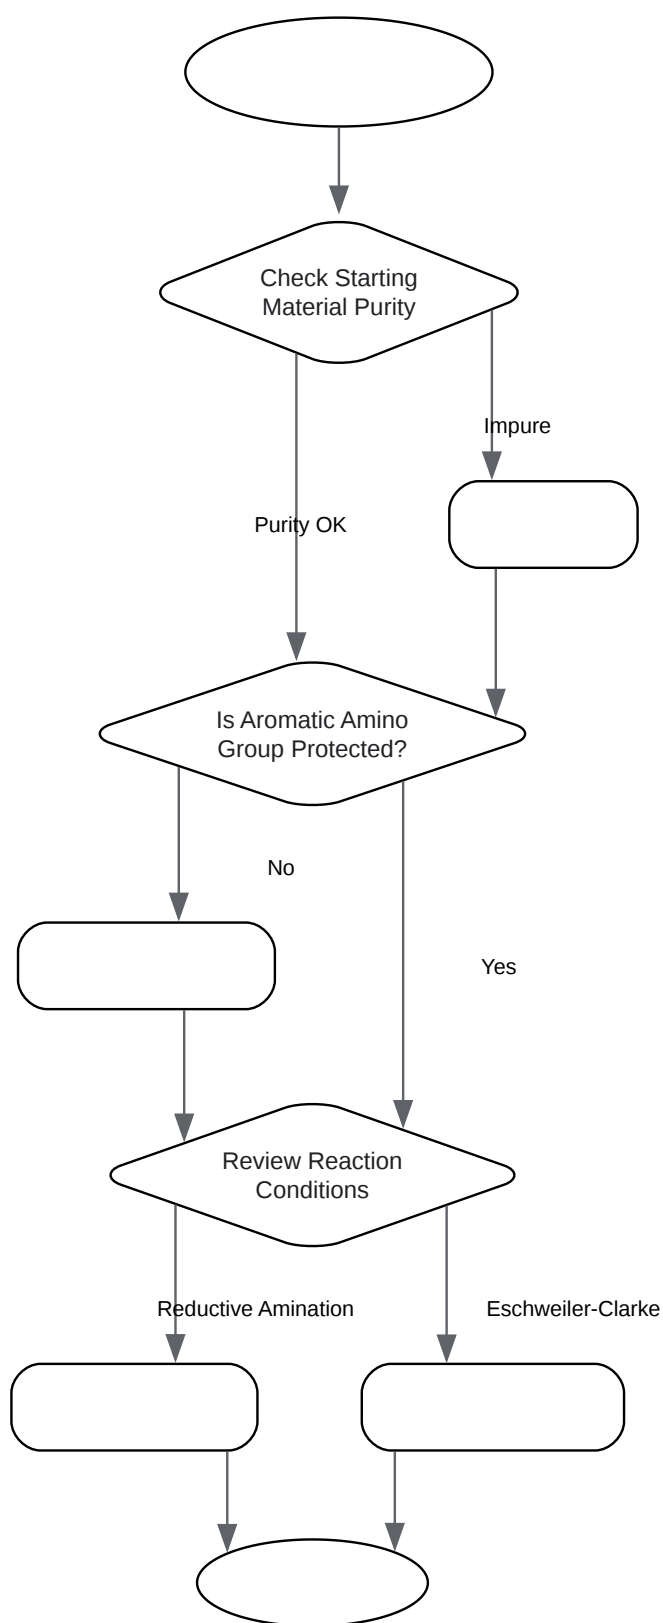 Check Starting
Material Purity
Impure
Purity OK
Is Aromatic Amino
Group Protected?
No
Yes
Review Reaction
Conditions
Reductive Amination
Eschweiler-Clarke